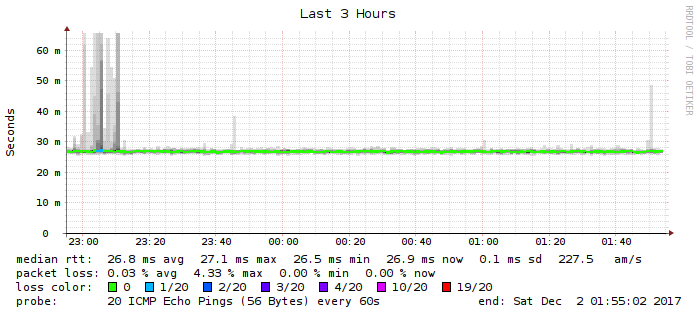 Last 3 Hours
RRDTOOL / TOBI OETIKER
Seconds
60 m
50 m
40 m
30 m
20 m
10 m
0
23:00 23:20 23:40 00:00 00:20 00:40 01:00 01:20 01:40
median rtt: 26.8 ms avg 27.1 ms max 26.5 ms min 26.9 ms now 0.1 ms sd 227.5 am/s
packet loss: 0.03 % avg 4.33 % max 0.00 % min 0.00 % now
loss color: 0 1/20 2/20 3/20 4/20 10/20 19/20
probe: 20 ICMP Echo Pings (56 Bytes) every 60s end: Sat Dec 2 01:55:02 2017